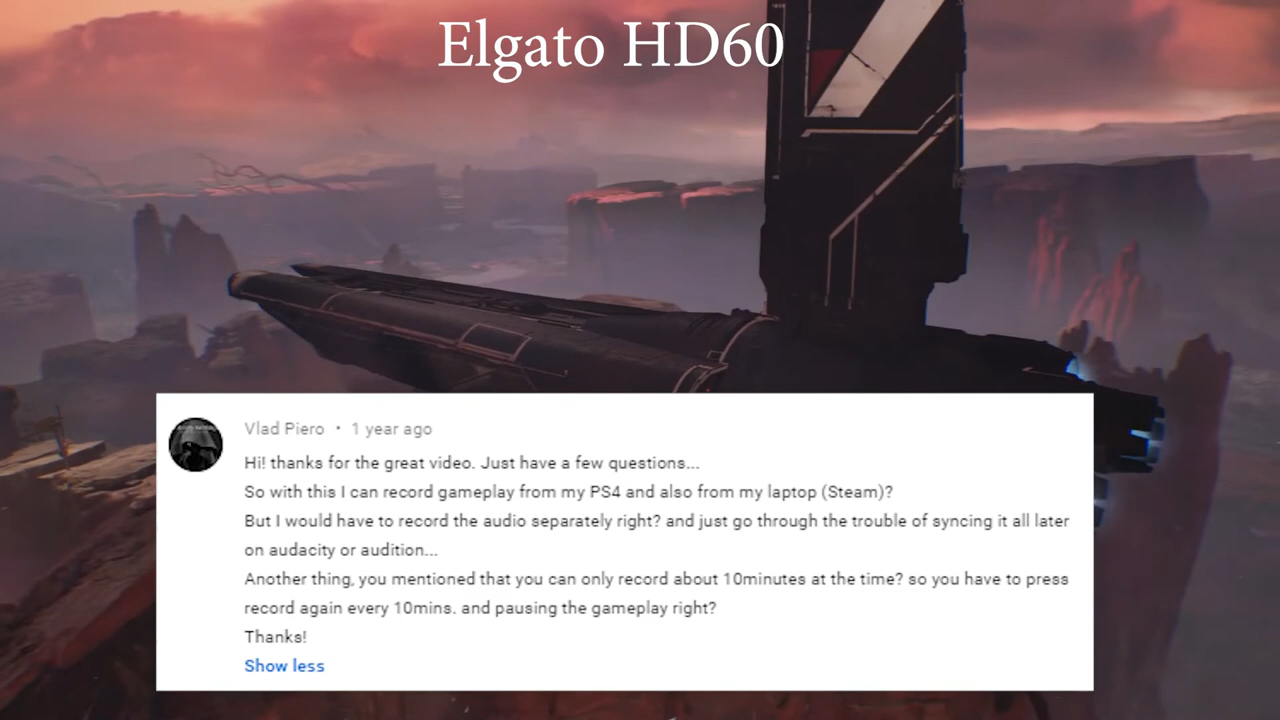 Elgato HD60
Vlad Piero • 1 year ago
Hi! thanks for the great video. Just have a few questions...
So with this I can record gameplay from my PS4 and also from my laptop (Steam)?
But I would have to record the audio separately right? and just go through the trouble of syncing it all later
on audacity or audition...
Another thing, you mentioned that you can only record about 10minutes at the time? so you have to press
record again every 10mins. and pausing the gameplay right?
Thanks!
Show less